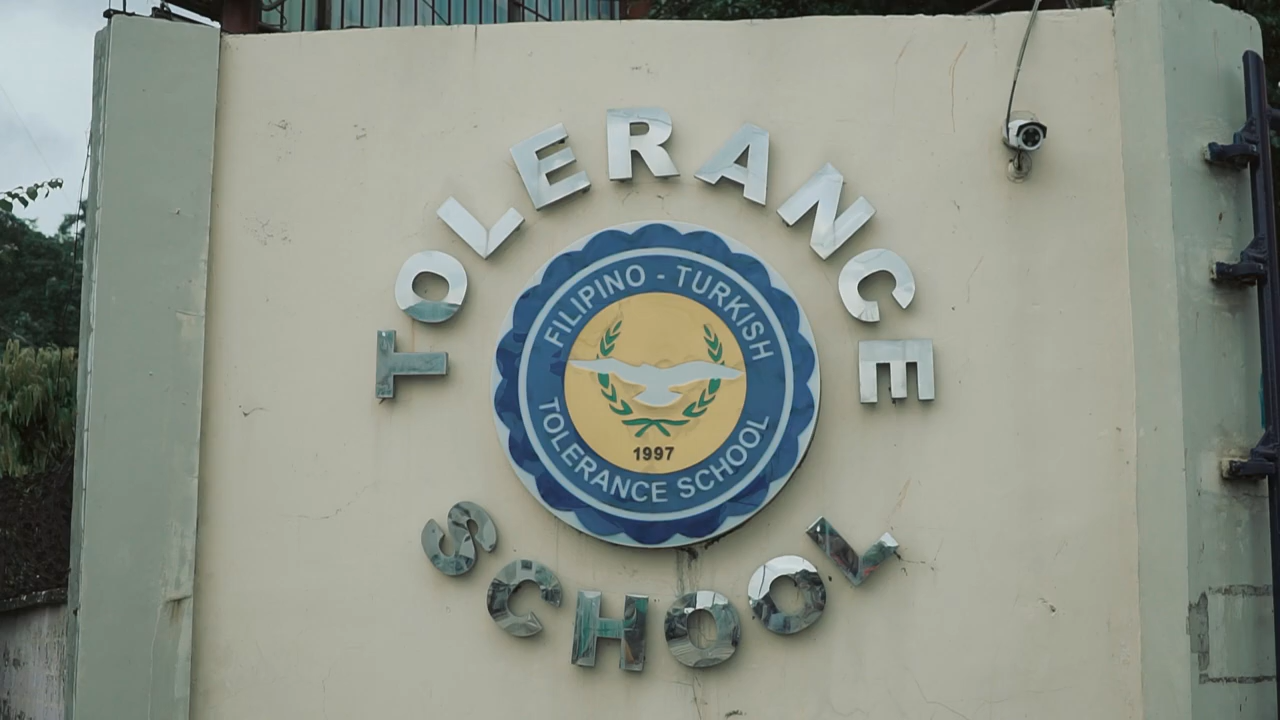 TOLERANCE
FILIPINO - TURKISH
1997
TOLERANCE SCHOOL
SCHOOL